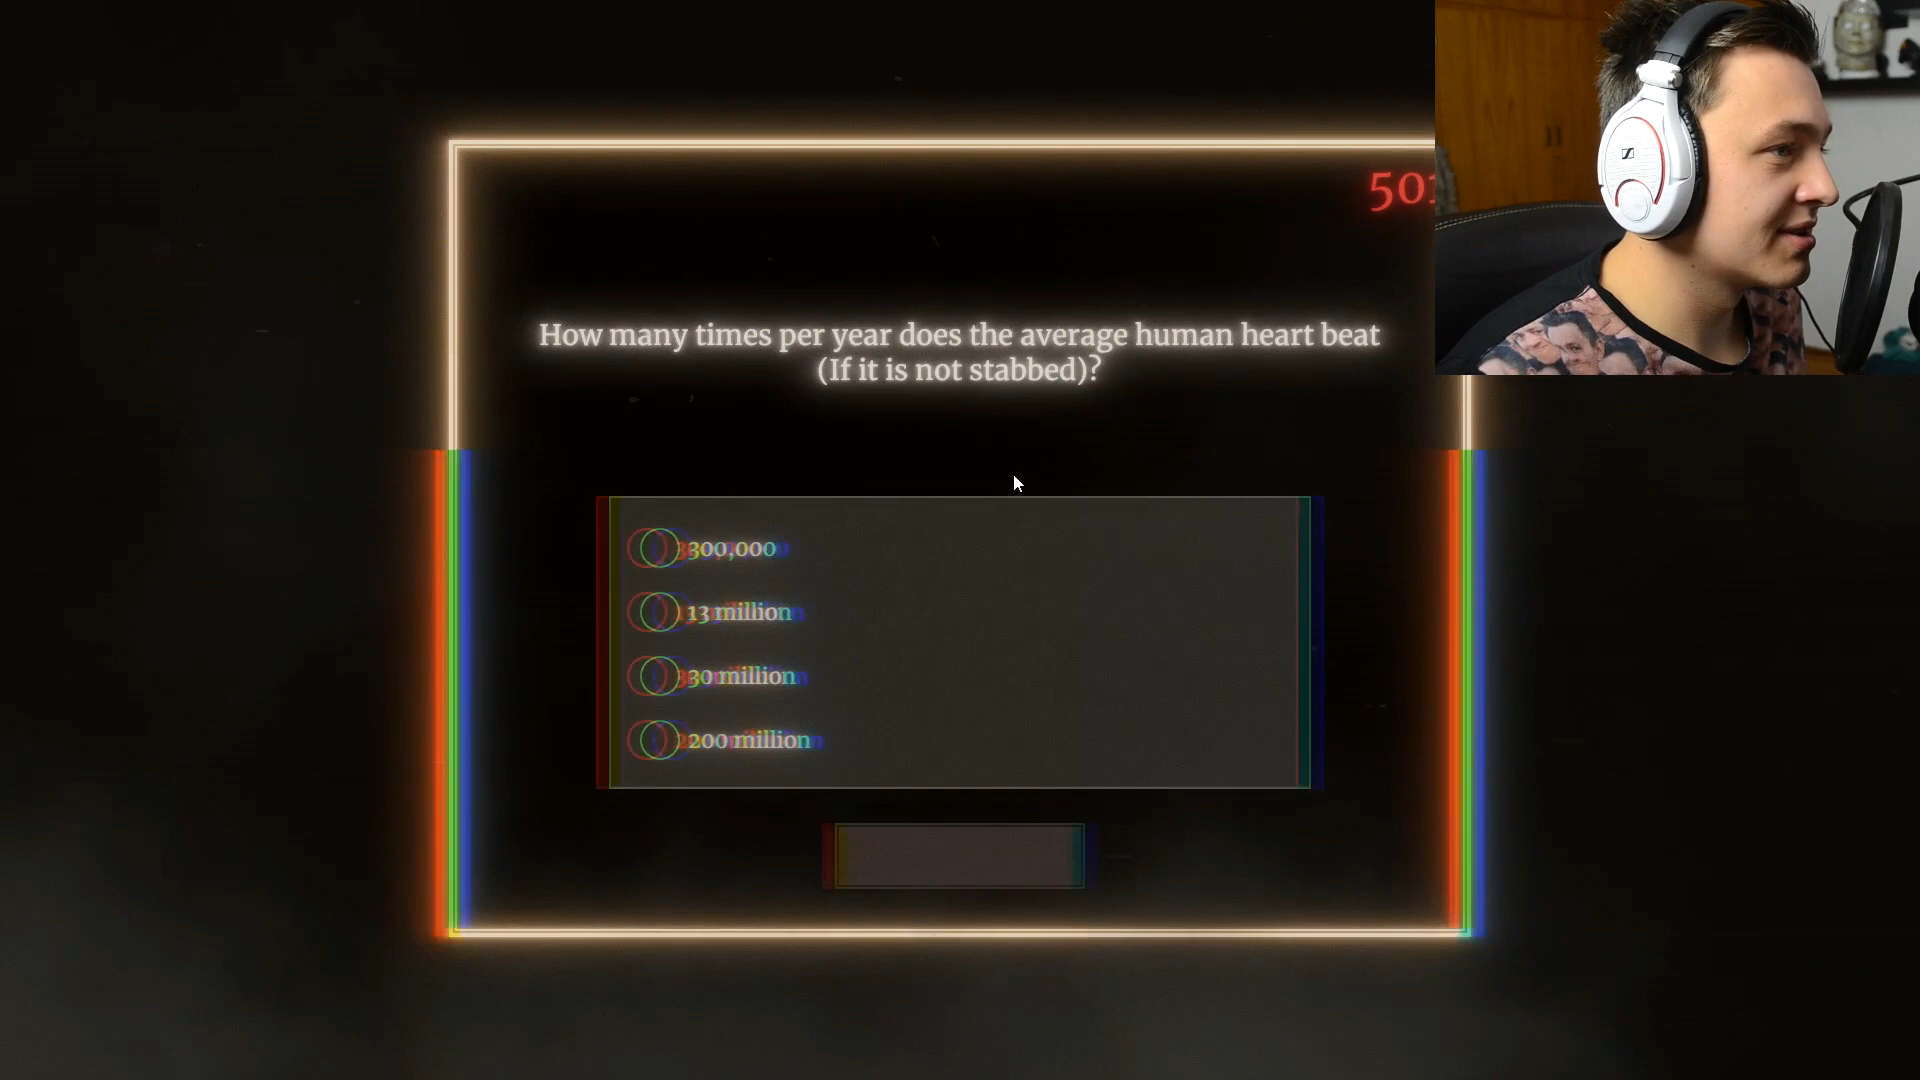 How many times per year does the average human heart beat
(If it is not stabbed)?
300,000
13 million
30 million
200 million